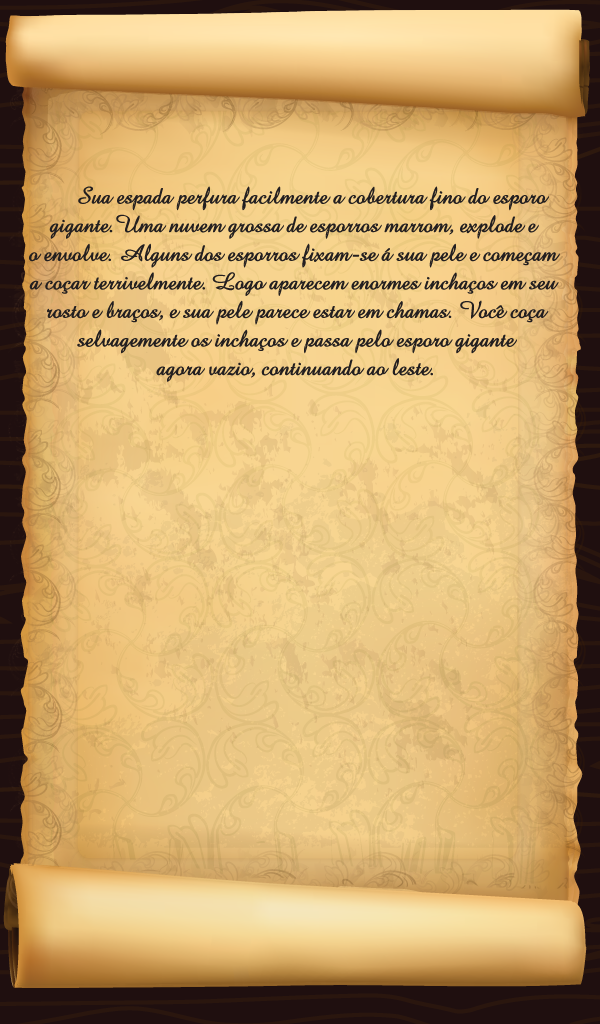 Sua espada perfura facilmente a cobertura fino do esporo
gigante. Uma nuvem grossa de esporros marrom, explode e
o envolve. Alguns dos esporros fixam-se á sua pele e começam
a coçar terrivelmente. Logo aparecem enormes inchaços em seu
rosto e braços, e sua pele parece estar em chamas. Você coça
selvagemente os inchaços e passa pelo esporo gigante
agora vazio, continuando ao leste.